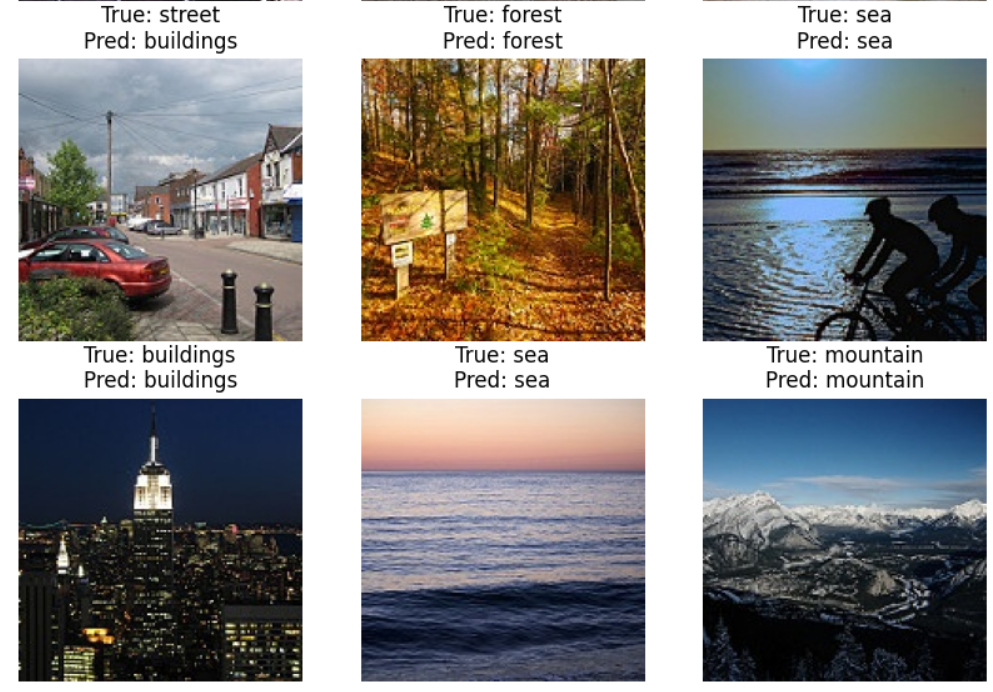 True: street
Pred: buildings
True: forest
Pred: forest
True: sea
Pred: sea
True: buildings
Pred: buildings
True: sea
Pred: sea
True: mountain
Pred: mountain